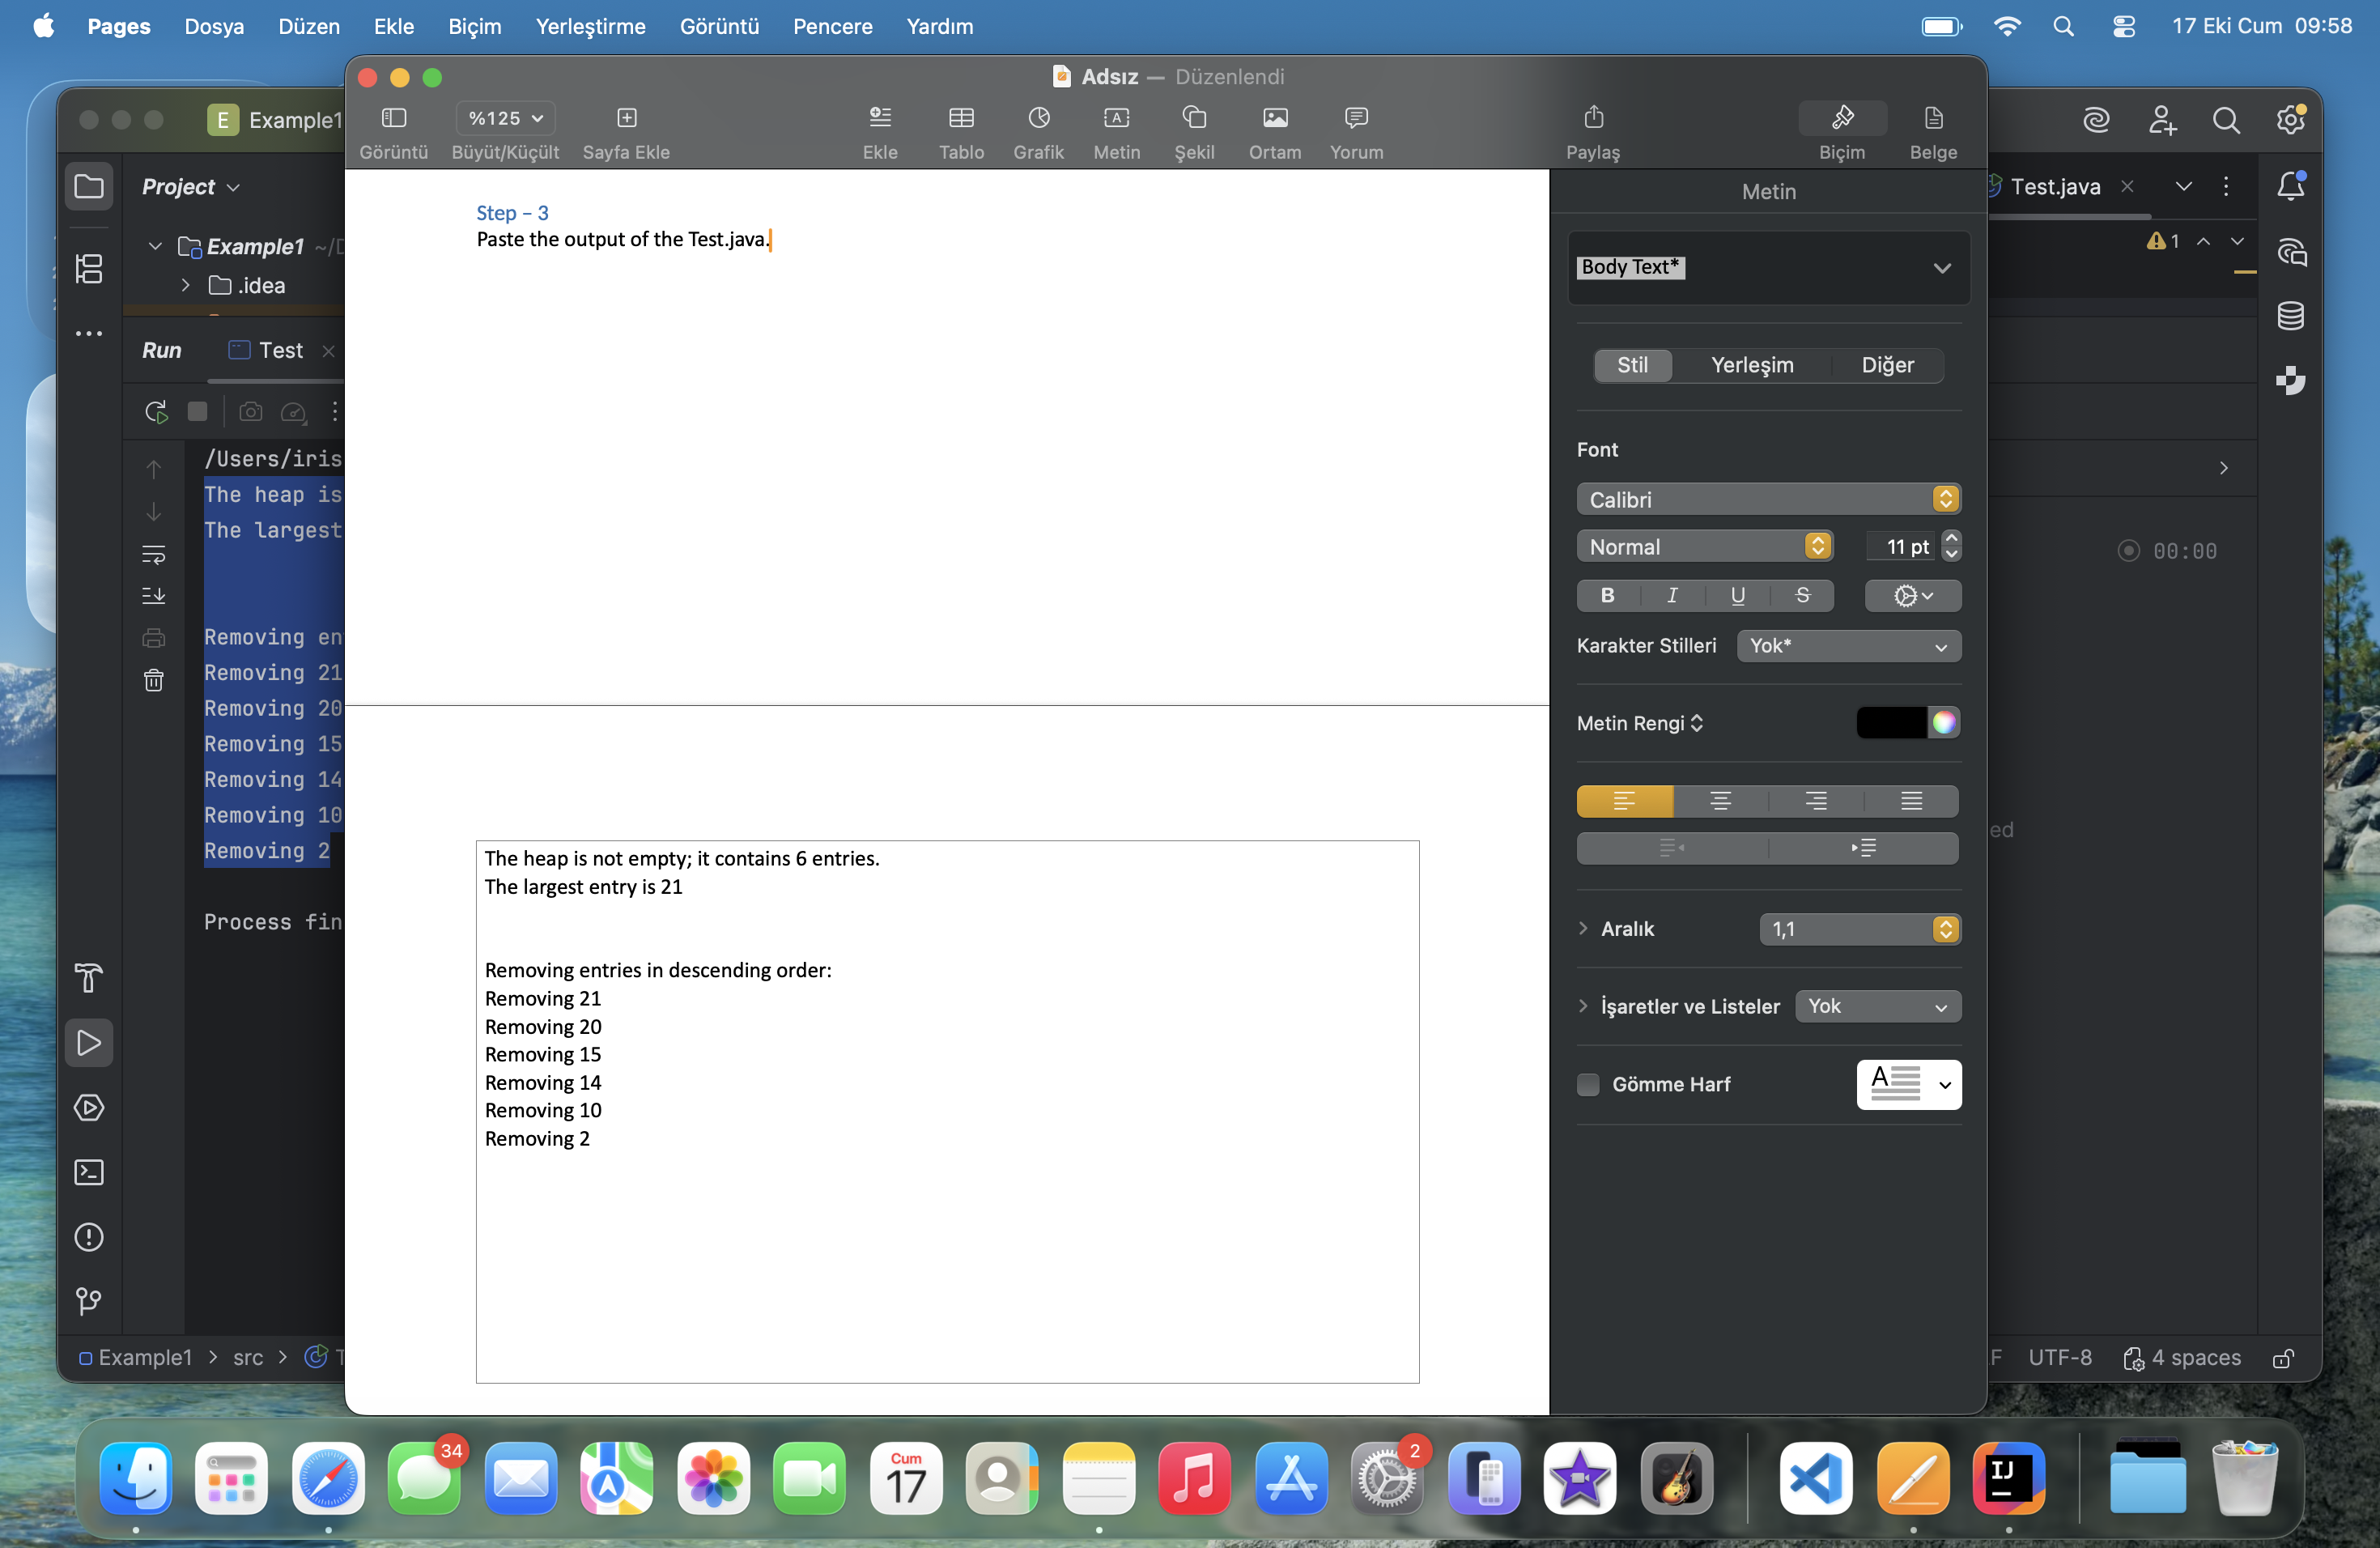 Pages Dosya Düzen Ekle Biçim Yerleştirme Görüntü Pencere Yardım 17 Eki Cum 09:58
Adsız — Düzenlendi
%125
Görüntü Büyüt/Küçült Sayfa Ekle Ekle Tablo Grafik Metin Şekil Ortam Yorum Paylaş Biçim Belge
E Example1
Project
Example1 ~/D
.idea
Run Test
/Users/iris
The heap is
The largest
Removing en
Removing 21
Removing 20
Removing 15
Removing 14
Removing 10
Removing 2
Process fin
Example1 > src >
Step – 3
Paste the output of the Test.java.
The heap is not empty; it contains 6 entries.
The largest entry is 21
Removing entries in descending order:
Removing 21
Removing 20
Removing 15
Removing 14
Removing 10
Removing 2
Metin
Body Text*
Stil Yerleşim Diğer
Font
Calibri
Normal 11 pt
B I U S
Karakter Stilleri Yok*
Metin Rengi
Aralık 1,1
İşaretler ve Listeler Yok
Gömme Harf A
Test.java
1
00:00
ed
F UTF-8 4 spaces
34
Cum
17
2
IJ